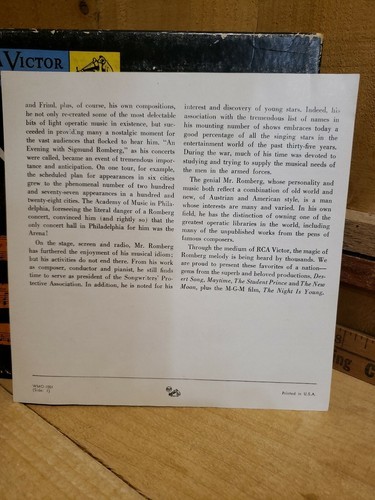 VICTOR
and Friml, plus, of course, his own compositions,
he not only re-created some of the most delectable
bits of light operatic music in existence, but suc-
ceeded in providing many a nostalgic moment for
the vast audiences that flocked to hear him. "An
Evening with Sigmund Romberg," as his concerts
were called, became an event of tremendous impor-
tance and anticipation. On one tour, for example,
the scheduled plan for appearances in six cities
grew to the phenomenal number of two hundred
and seventy-seven appearances in a hundred and
twenty-eight cities. The Academy of Music in Phila-
delphia, foreseeing the literal danger of a Romberg
concert, convinced him (and rightly so) that the
only concert hall in Philadelphia for him was the
Arena!
On the stage, screen and radio, Mr. Romberg
has furthered the enjoyment of his musical idiom;
but his activities do not end there. From his work
as composer, conductor and pianist, he still finds
time to serve as president of the Songwriters' Pro-
tective Association. In addition, he is noted for his
interest and discovery of young stars. Indeed, his
association with the tremendous list of names in
his mounting number of shows embraces today a
good percentage of all the singing stars in the
entertainment world of the past thirty-five years.
During the war, much of his time was devoted to
studying and trying to supply the musical needs of
the men in the armed forces.
The genial Mr. Romberg, whose personality and
music both reflect a combination of old world and
new, of Austrian and American style, is a man
whose interests are many and varied. In his own
field, he has the distinction of owning one of the
greatest operatic libraries in the world, including
many of the unpublished works from the pens of
famous composers.
Through the medium of RCA Victor, the magic of
Romberg melody is being heard by thousands. We
are proud to present these favorites of a nation—
gems from the superb and beloved productions, Des-
ert Song, Maytime, The Student Prince and The New
Moon, plus the M-G-M film, The Night Is Young.
Printed in U.S.A.